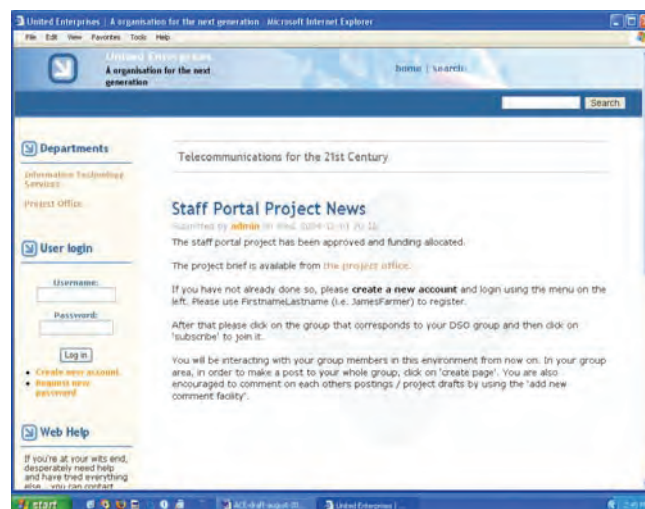 United Enterprises | A organisation for the next generation - Microsoft Internet Explorer
File Edit View Favorites Tools Help
United Enterprises
A organisation for the next
generation
home | search
Search
Departments
Information Technology
Services
Project Office
Telecommunications for the 21st Century
Staff Portal Project News
Submitted by admin on Wed,
The staff portal project has been approved and funding allocated.
The project brief is available from the project office.
If you have not already done so, please create a new account and login using the menu on the
left. Please use FirstnameLastname (i.e. JamesFarmer) to register.
After that please click on the group that corresponds to your DSO group and then click on
'subscribe' to join it.
You will be interacting with your group members in this environment from now on. In your group
area, in order to make a post to your whole group, click on 'create page'. You are also
encouraged to comment on each others postings / project drafts by using the 'add new
comment facility'.
User login
Username:
Password:
Log in
Create new account
Request new
password
Web Help
If you're at your wits end,
desperately need help
and have tried everything
else... you can contact
start
United Enterprises |